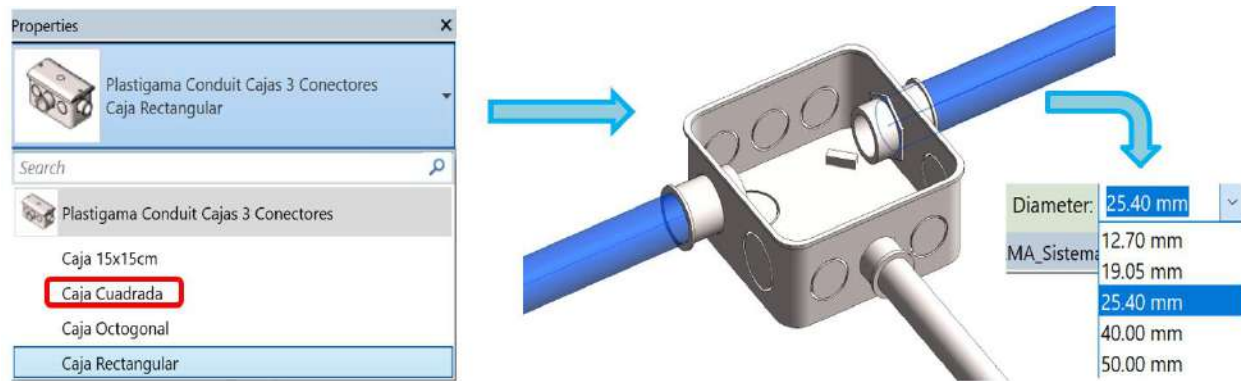 Properties
Plastigama Conduit Cajas 3 Conectores
Caja Rectangular
Search
Plastigama Conduit Cajas 3 Conectores
Caja 15x15cm
Caja Cuadrada
Caja Octogonal
Caja Rectangular
Diameter: 25.40 mm
MA_Sistema
12.70 mm
19.05 mm
25.40 mm
40.00 mm
50.00 mm